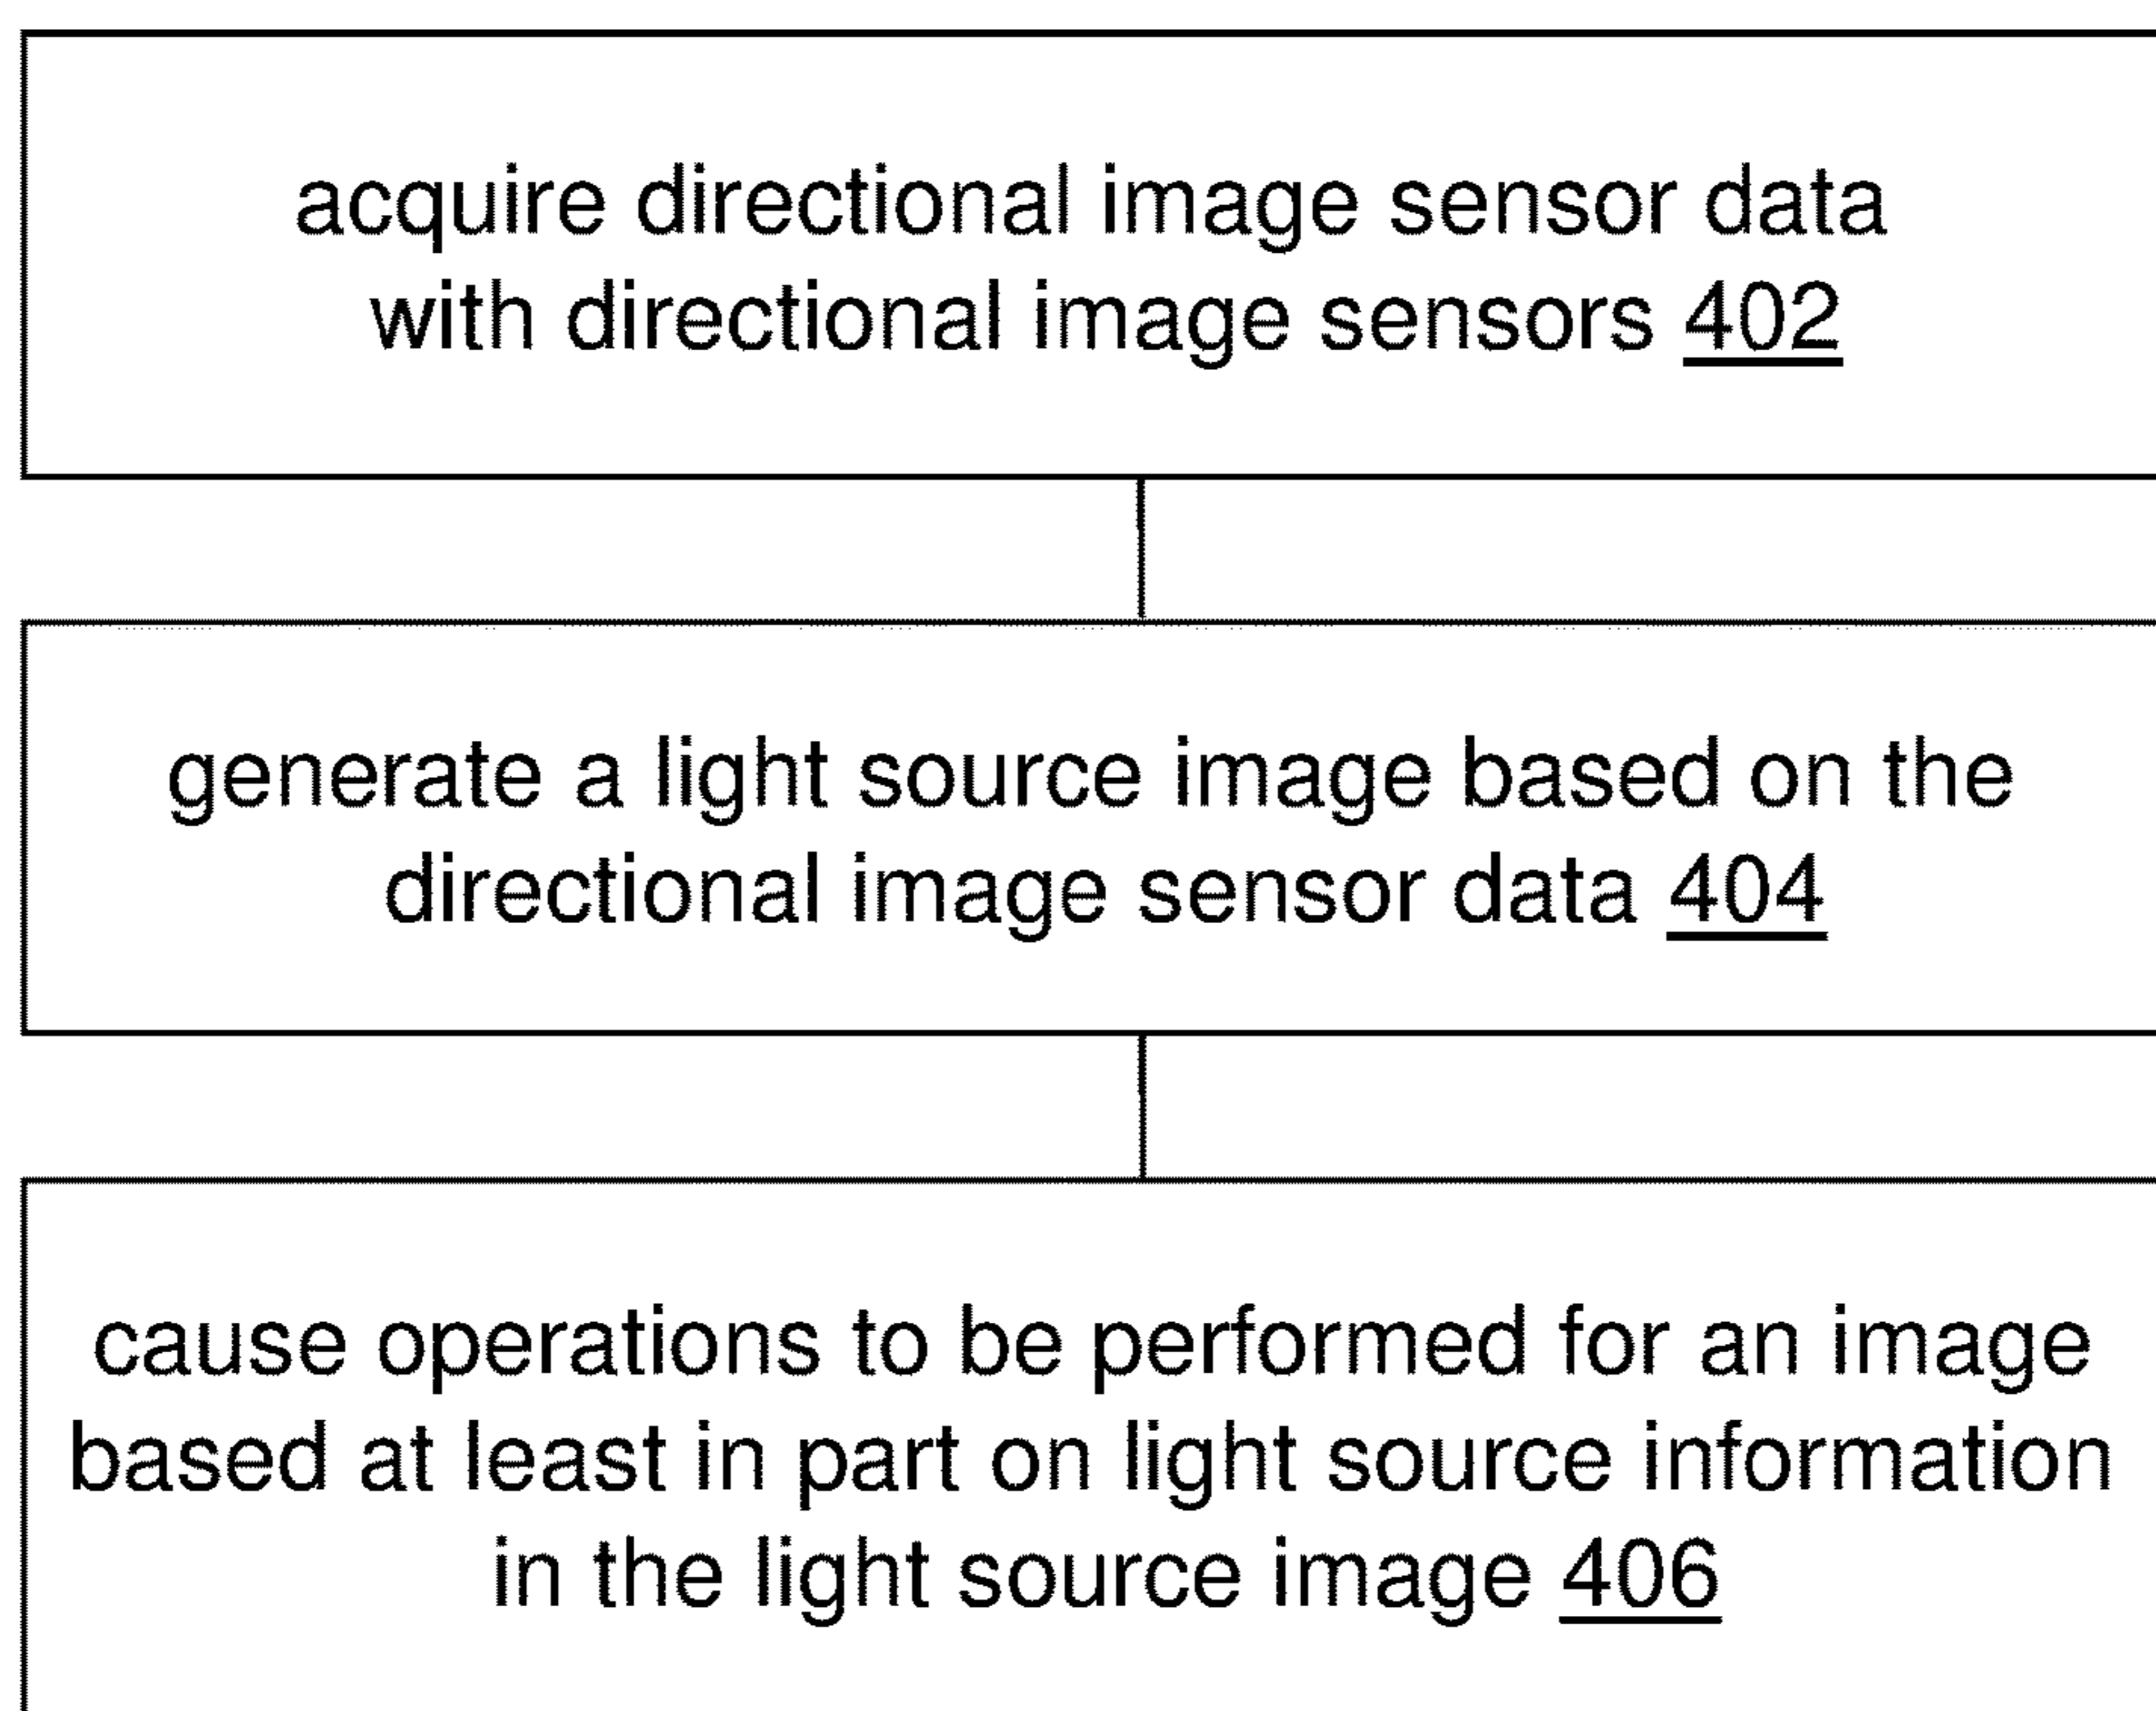 acquire directional image sensor data
with directional image sensors 402
generate a light source image based on the
directional image sensor data 404
cause operations to be performed for an image
based at least in part on light source information
in the light source image 406